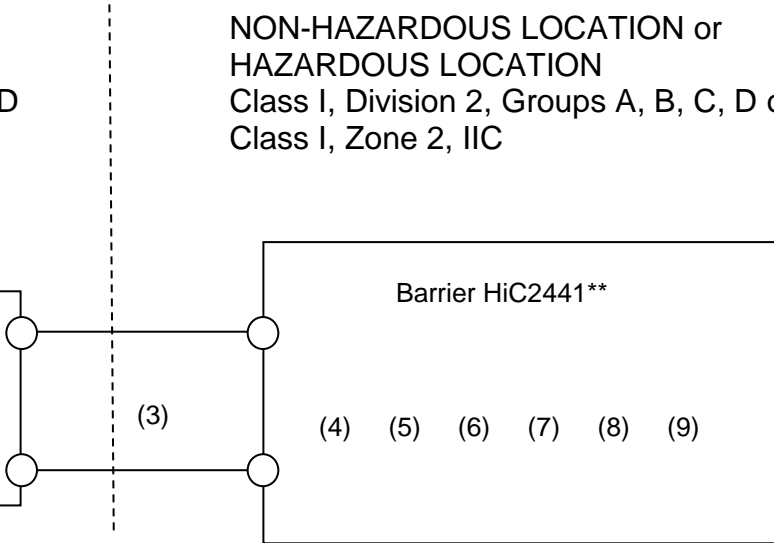 NON-HAZARDOUS LOCATION or
HAZARDOUS LOCATION
D
Class I, Division 2, Groups A, B, C, D
Class I, Zone 2, IIC
Barrier HiC2441**
(3)
(4) (5) (6) (7) (8) (9)